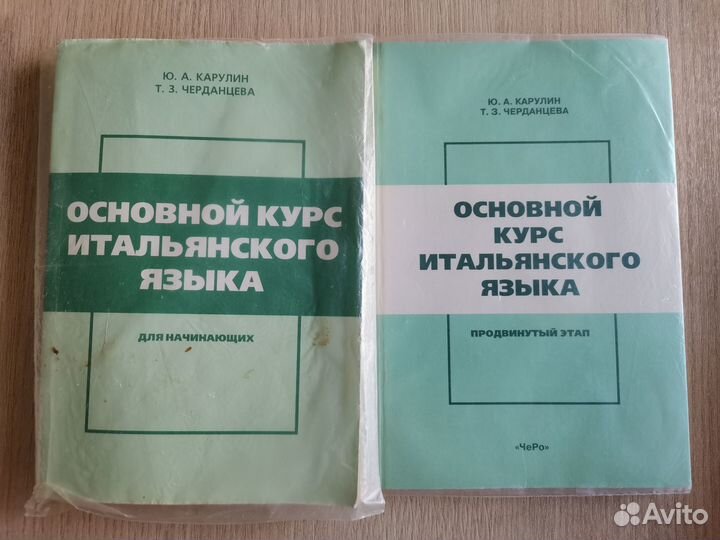 Ю. А. КАРУЛИН
Т. З. ЧЕРДАНЦЕВА
ОСНОВНОЙ КУРС
ИТАЛЬЯНСКОГО
ЯЗЫКА
ДЛЯ НАЧИНАЮЩИХ
Ю. А. КАРУЛИН
Т. З. ЧЕРДАНЦЕВА
ОСНОВНОЙ
КУРС
ИТАЛЬЯНСКОГО
ЯЗЫКА
ПРОДВИНУТЫЙ ЭТАП
«ЧеРо»
Avito